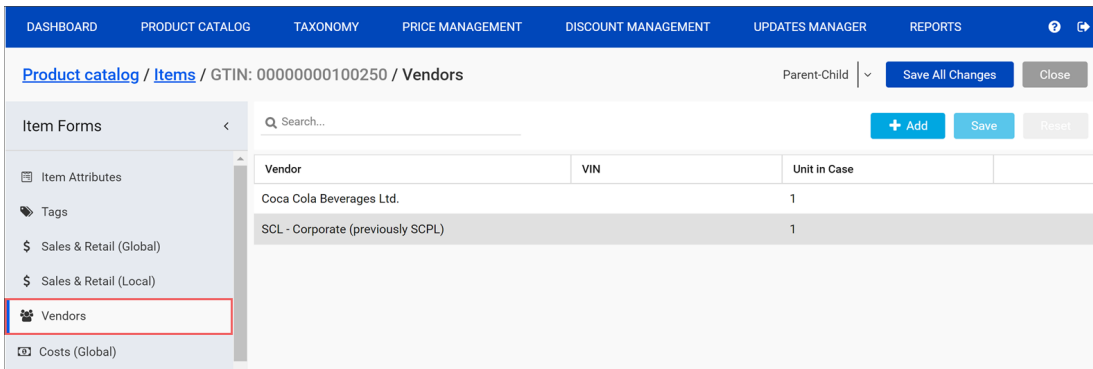 DASHBOARD PRODUCT CATALOG TAXONOMY PRICE MANAGEMENT DISCOUNT MANAGEMENT UPDATES MANAGER REPORTS
Product catalog / Items / GTIN: 00000000100250 / Vendors Parent-Child Save All Changes Close
Item Forms Search... Add Save Reset
Vendor VIN Unit in Case
Item Attributes
Coca Cola Beverages Ltd. 1
Tags
SCL - Corporate (previously SCPL) 1
Sales & Retail (Global)
Sales & Retail (Local)
Vendors
Costs (Global)